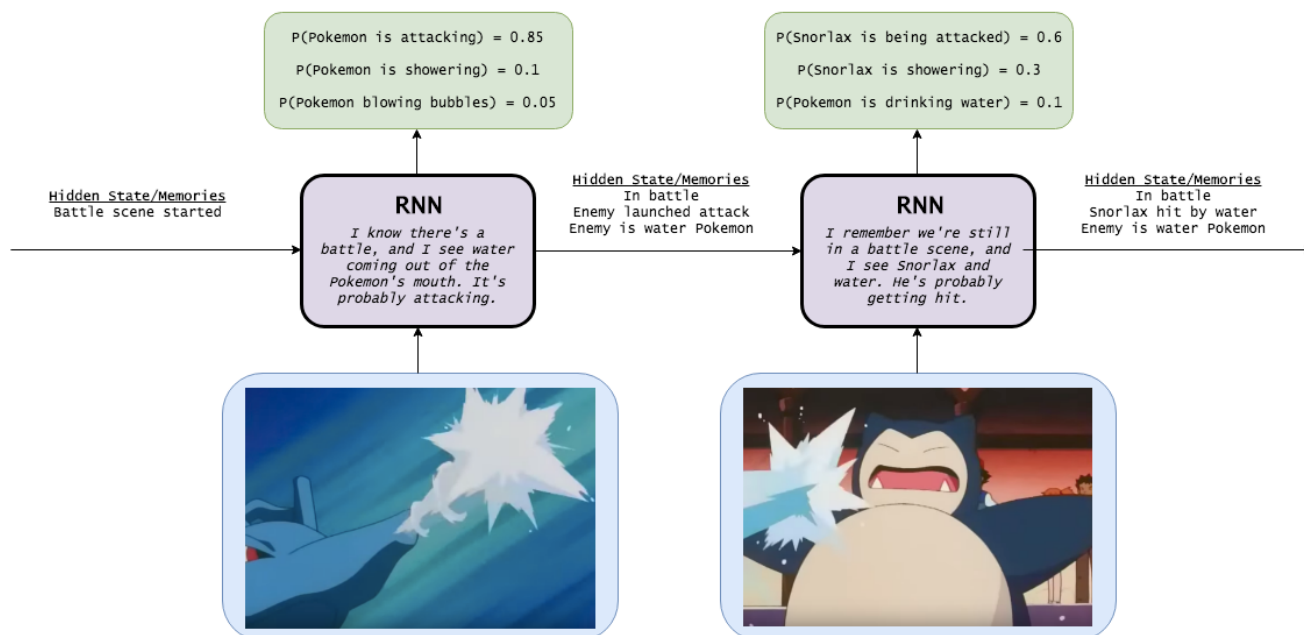 P(Pokemon is attacking) = 0.85
P(Pokemon is showering) = 0.1
P(Pokemon blowing bubbles) = 0.05
P(Snorlax is being attacked) = 0.6
P(Snorlax is showering) = 0.3
P(Pokemon is drinking water) = 0.1
Hidden State/Memories
Battle scene started
RNN
I know there's a
battle, and I see water
coming out of the
Pokemon's mouth. It's
probably attacking.
Hidden State/Memories
In battle
Enemy launched attack
Enemy is water Pokemon
RNN
I remember we're still
in a battle scene, and
I see Snorlax and
water. He's probably
getting hit.
Hidden State/Memories
In battle
Snorlax hit by water
Enemy is water Pokemon